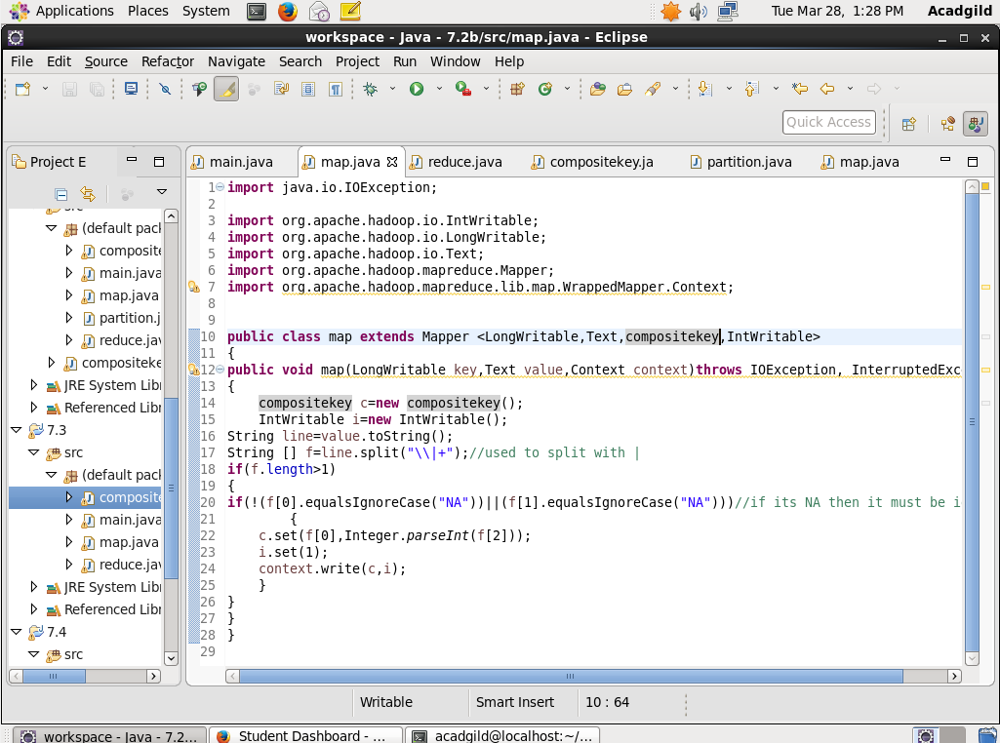 Applications Places System Tue Mar 28, 1:28 PM Acadgild
workspace - Java - 7.2b/src/map.java - Eclipse
File Edit Source Refactor Navigate Search Project Run Window Help
Quick Access
Project E
main.java map.java reduce.java compositekey.ja partition.java map.java
src
(default pack
composite
main.java
map.java
partition.j
reduce.jav
compositeke
JRE System Libr
Referenced Libr
7.3
src
(default pack
composite
main.java
map.java
reduce.jav
JRE System Libr
Referenced Libr
7.4
src
1 import java.io.IOException;
2
3 import org.apache.hadoop.io.IntWritable;
4 import org.apache.hadoop.io.LongWritable;
5 import org.apache.hadoop.io.Text;
6 import org.apache.hadoop.mapreduce.Mapper;
7 import org.apache.hadoop.mapreduce.lib.map.WrappedMapper.Context;
8
9
10 public class map extends Mapper <LongWritable,Text,compositekey,IntWritable>
11 {
12 public void map(LongWritable key,Text value,Context context)throws IOException, InterruptedExc
13 {
14 compositekey c=new compositekey();
15 IntWritable i=new IntWritable();
16 String line=value.toString();
17 String [] f=line.split("\\|+");//used to split with |
18 if(f.length>1)
19 {
20 if(!(f[0].equalsIgnoreCase("NA"))||(f[1].equalsIgnoreCase("NA")))//if its NA then it must be i
21 {
22 c.set(f[0],Integer.parseInt(f[2]));
23 i.set(1);
24 context.write(c,i);
25 }
26 }
27 }
28 }
29
Writable Smart Insert 10 : 64
workspace - Java - 7.2... Student Dashboard - ... acadgild@localhost:~/...